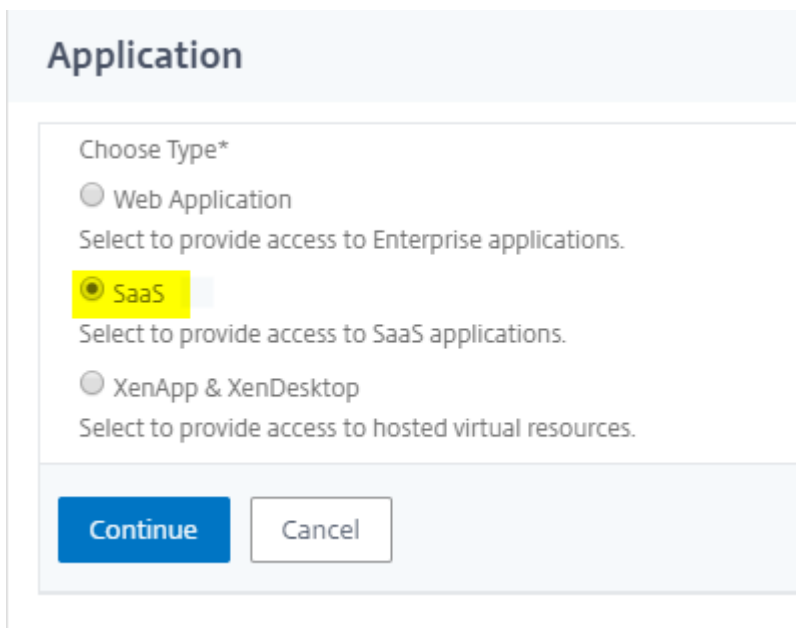 Application
Choose Type*
Web Application
Select to provide access to Enterprise applications.
SaaS
Select to provide access to SaaS applications.
XenApp & XenDesktop
Select to provide access to hosted virtual resources.
Continue
Cancel